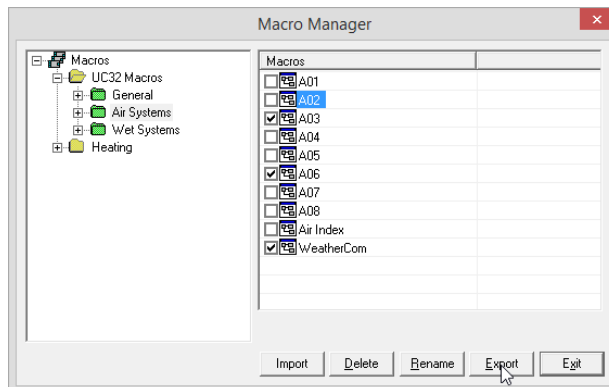 Macro Manager
Macros
UC32 Macros
General
Air Systems
Wet Systems
Heating
Macros
A01
A02
A03
A04
A05
A06
A07
A08
Air Index
WeatherCom
Import Delete Rename Export Exit